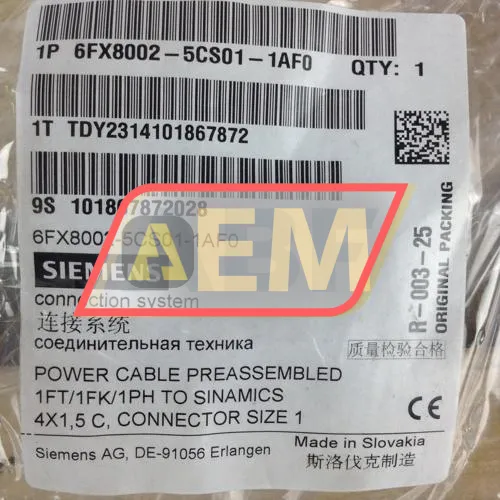 1P 6FX8002-5CS01-1AF0 QTY: 1
1T TDY2314101867872
9S 101867872028
6FX8002-5CS01-1AF0
SIEMENS
AEM
connection system
连接系统
соединительная техника
R-003-25
ORIGINAL PACKING
质量检验合格
POWER CABLE PREASSEMBLED
1FT/1FK/1PH TO SINAMICS
4X1,5 C, CONNECTOR SIZE 1
CE
Siemens AG, DE-91056 Erlangen
Made in Slovakia
斯洛伐克制造